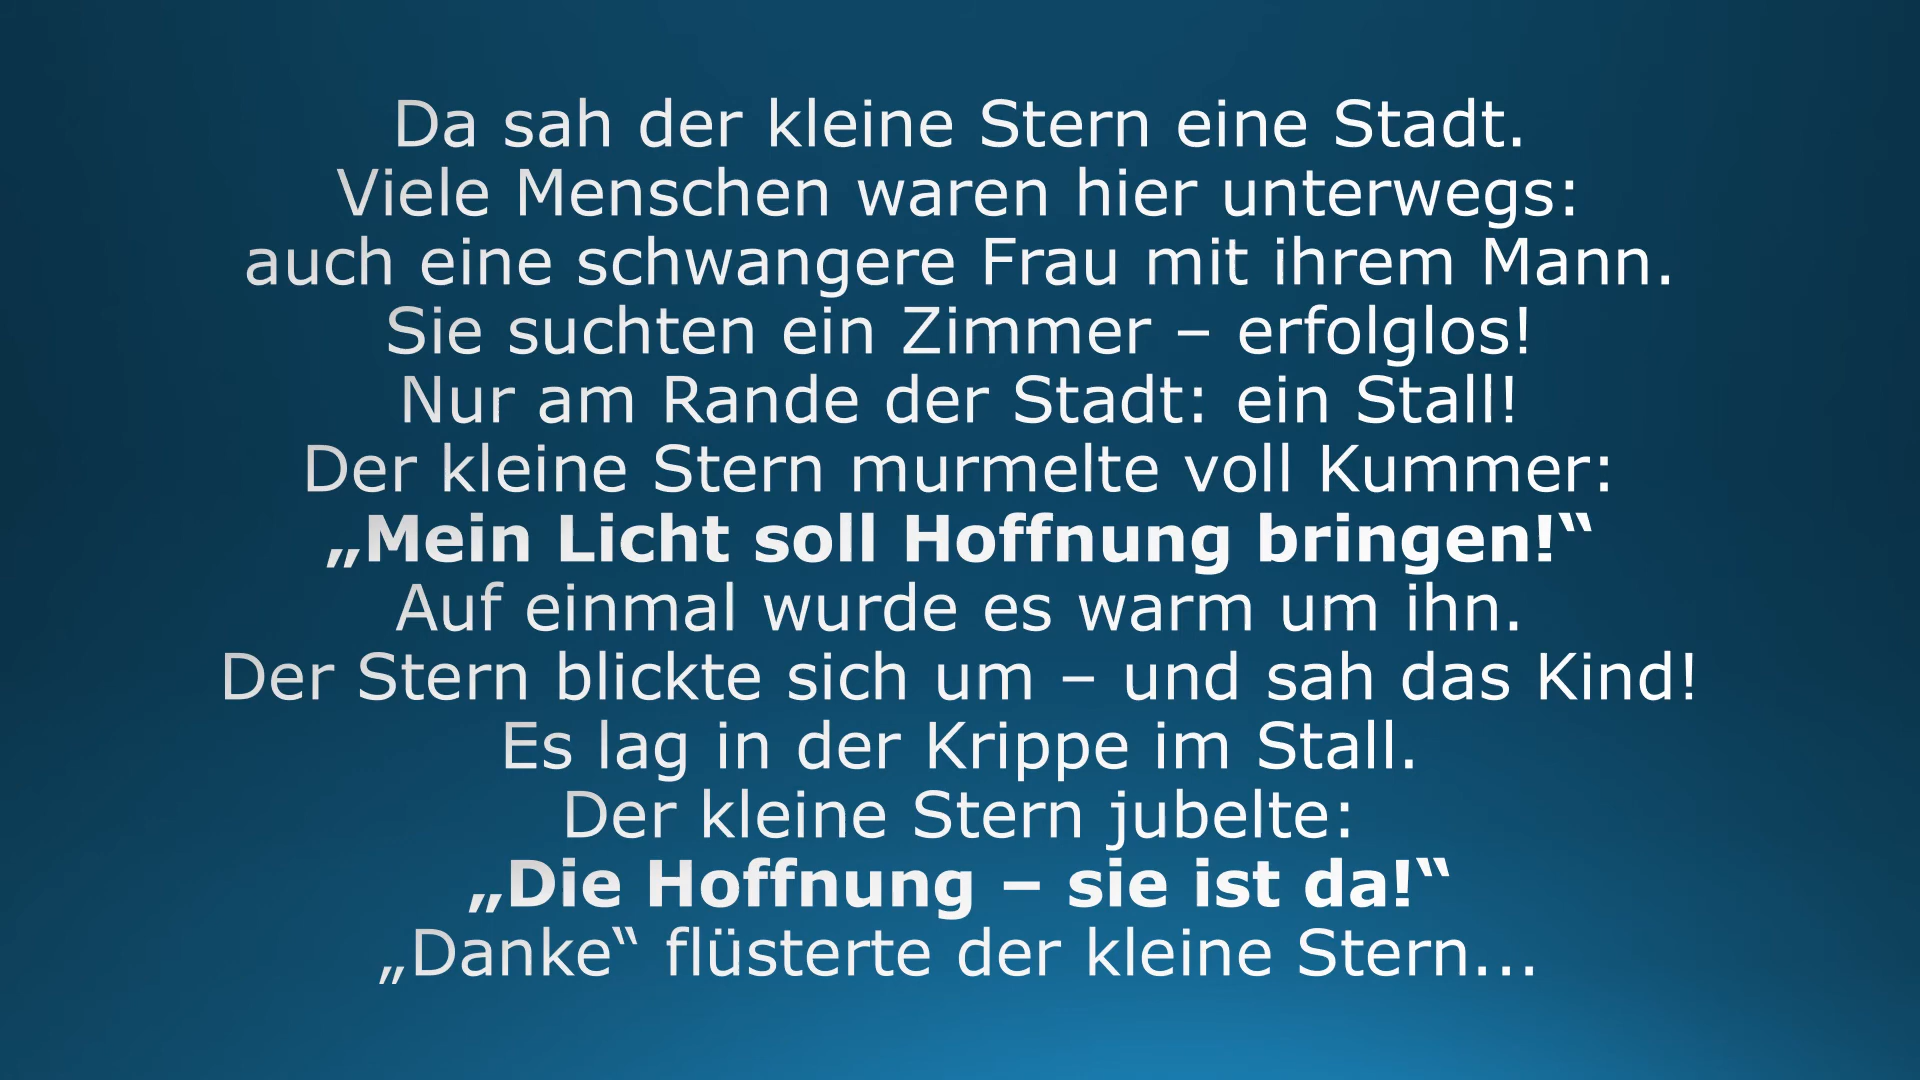 Da sah der kleine Stern eine Stadt.
Viele Menschen waren hier unterwegs:
auch eine schwangere Frau mit ihrem Mann.
Sie suchten ein Zimmer – erfolglos!
Nur am Rande der Stadt: ein Stall!
Der kleine Stern murmelte voll Kummer:
„Mein Licht soll Hoffnung bringen!“
Auf einmal wurde es warm um ihn.
Der Stern blickte sich um – und sah das Kind!
Es lag in der Krippe im Stall.
Der kleine Stern jubelte:
„Die Hoffnung – sie ist da!“
„Danke“ flüsterte der kleine Stern...